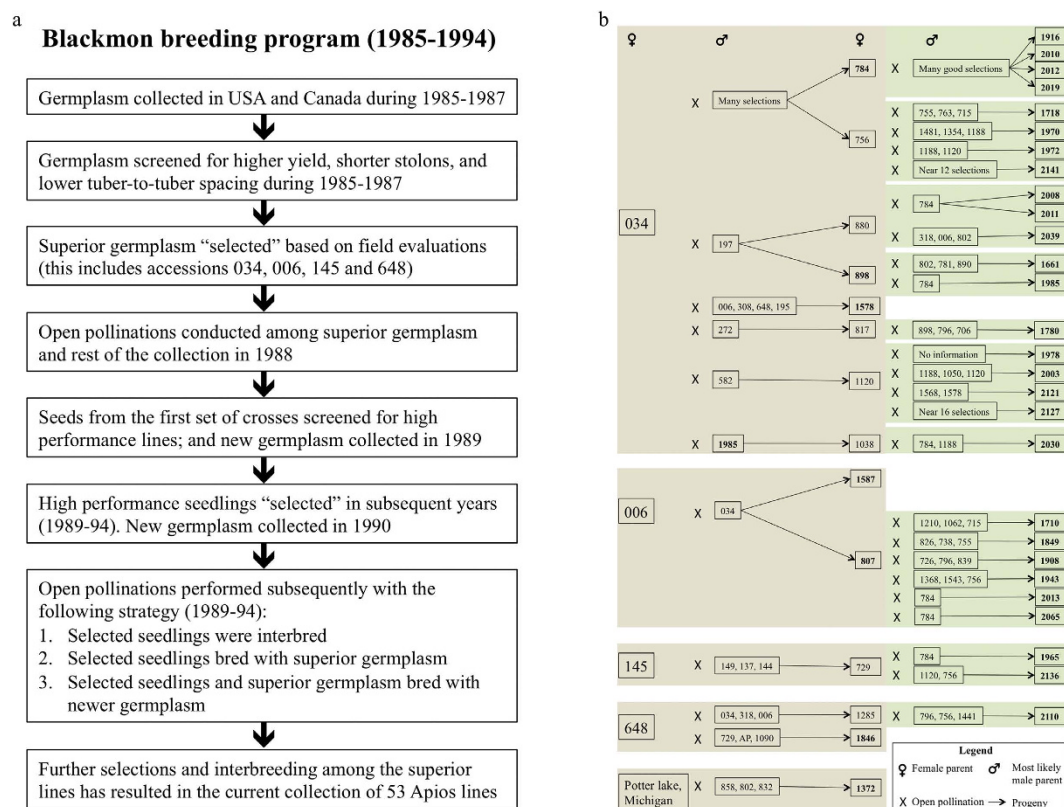 a
Blackmon breeding program (1985-1994)
Germplasm collected in USA and Canada during 1985-1987
Germplasm screened for higher yield, shorter stolons, and
lower tuber-to-tuber spacing during 1985-1987
Superior germplasm “selected” based on field evaluations
(this includes accessions 034, 006, 145 and 648)
Open pollinations conducted among superior germplasm
and rest of the collection in 1988
Seeds from the first set of crosses screened for high
performance lines; and new germplasm collected in 1989
High performance seedlings “selected” in subsequent years
(1989-94). New germplasm collected in 1990
Open pollinations performed subsequently with the
following strategy (1989-94):
1. Selected seedlings were interbred
2. Selected seedlings bred with superior germplasm
3. Selected seedlings and superior germplasm bred with
newer germplasm
Further selections and interbreeding among the superior
lines has resulted in the current collection of 53 Apios lines
b
♀ ♂ ♀ ♂
034
X Many selections
784
X Many good selections
1916
2010
2012
2019
756
X 755, 763, 715 1718
X 1481, 1354, 1188 1970
X 1188, 1120 1972
X Near 12 selections 2141
X 197
880
X 784
2008
2011
X 318, 006, 802 2039
898
X 802, 781, 890 1661
X 784 1985
X 006, 308, 648, 195 1578
X 272 817 X 898, 796, 706 1780
X 582 1120
X No information 1978
X 1188, 1050, 1120 2003
X 1568, 1578 2121
X Near 16 selections 2127
X 1985 1038 X 784, 1188 2030
006
X 034
1587
807
X 1210, 1062, 715 1710
X 826, 738, 755 1849
X 726, 796, 839 1908
X 1368, 1543, 756 1943
X 784 2013
X 784 2065
145
X 149, 137, 144 729
X 784 1965
X 1120, 756 2136
648
X 034, 318, 006 1285 X 796, 756, 1441 2110
X 729, AP, 1090 1846
Potter lake,
Michigan
X 858, 802, 832 1372
Legend
♀ Female parent ♂ Most likely
male parent
X Open pollination → Progeny